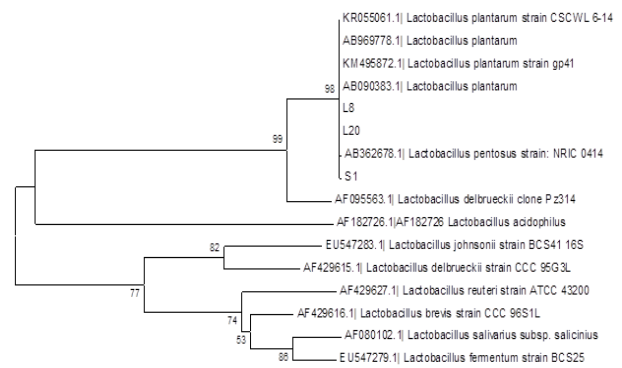 KR055061.1| Lactobacillus plantarum strain CSCWL 6-14
AB969778.1| Lactobacillus plantarum
KM495872.1| Lactobacillus plantarum strain gp41
98
AB090383.1| Lactobacillus plantarum
L8
L20
99
AB362678.1| Lactobacillus pentosus strain: NRIC 0414
S1
AF095563.1| Lactobacillus delbrueckii clone Pz314
AF182726.1|AF182726 Lactobacillus acidophilus
82
EU547283.1| Lactobacillus johnsonii strain BCS41 16S
AF429615.1| Lactobacillus delbrueckii strain CCC 95G3L
77
AF429627.1| Lactobacillus reuteri strain ATCC 43200
74
AF429616.1| Lactobacillus brevis strain CCC 96S1L
53
AF080102.1| Lactobacillus salivarius subsp. salicinius
86
EU547279.1| Lactobacillus fermentum strain BCS25